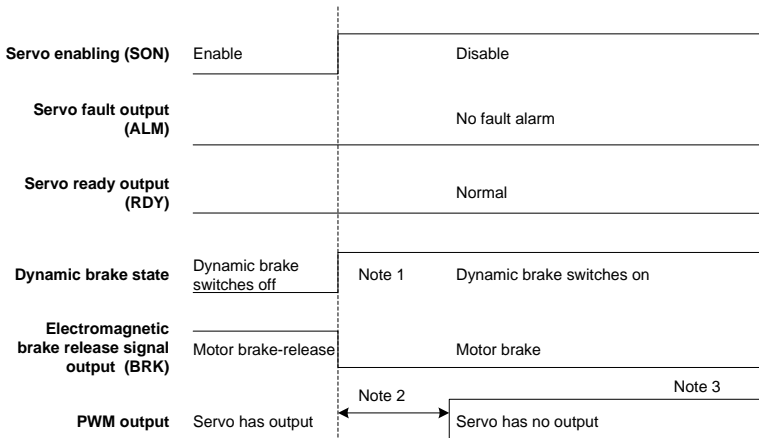 Servo enabling (SON) Enable Disable
Servo fault output
(ALM) No fault alarm
Servo ready output
(RDY) Normal
Dynamic brake state Dynamic brake
switches off Note 1 Dynamic brake switches on
Electromagnetic
brake release signal
output (BRK) Motor brake-release Motor brake
Note 2 Note 3
PWM output Servo has output Servo has no output